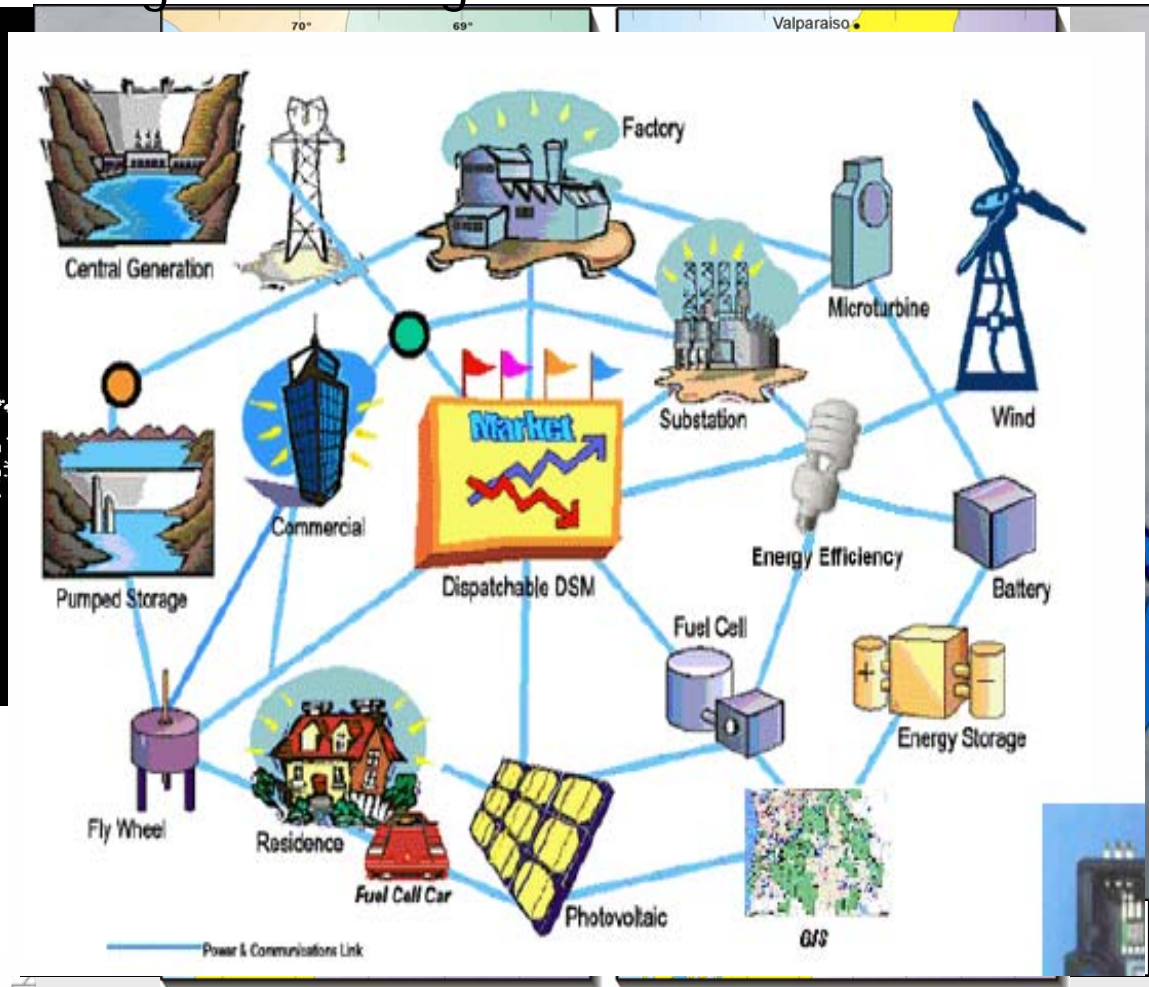 70°
69°
Valparaiso
Factory
Central Generation
Microturbine
Substation
Wind
Market
Commercial
Energy Efficiency
Pumped Storage
Dispatchable DSM
Battery
Fuel Cell
Energy Storage
Fly Wheel
Residence
Fuel Cell Car
Photovoltaic
GIS
Power & Communications Link